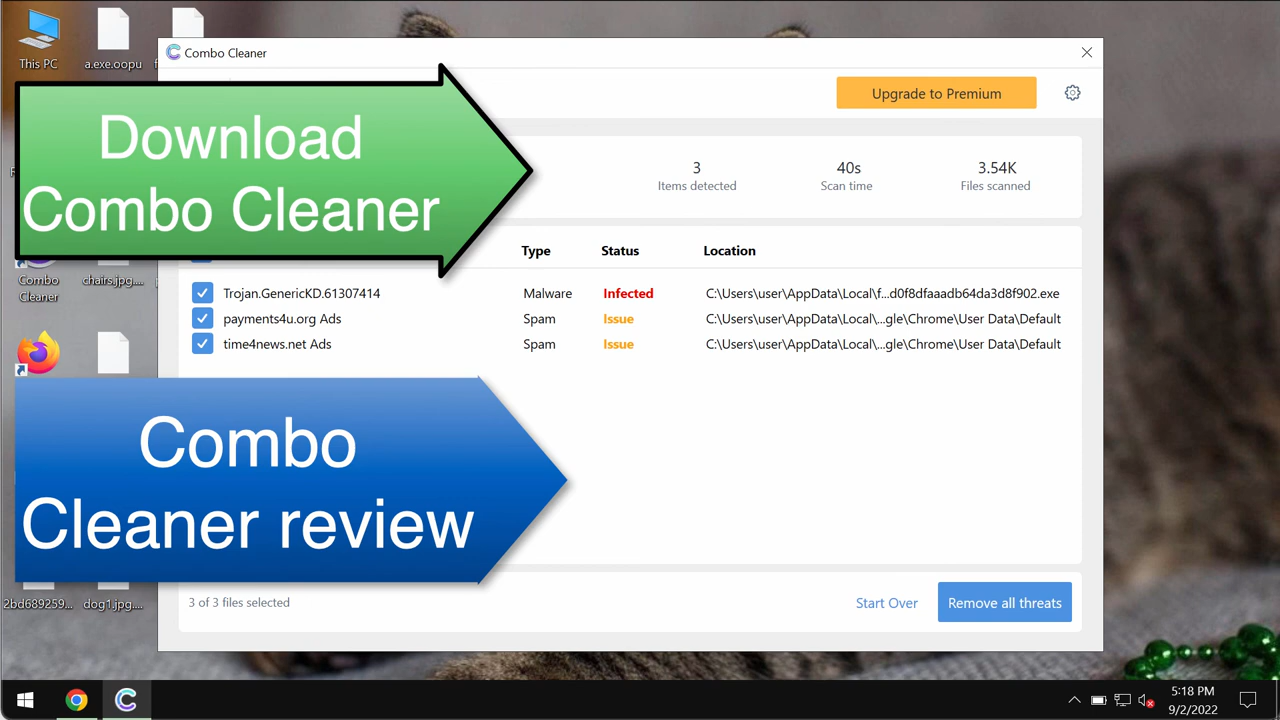 This PC
a.exe.oopu
Combo Cleaner
Upgrade to Premium
Download
Combo Cleaner
3
Items detected
40s
Scan time
3.54K
Files scanned
Type Status Location
Combo
Cleaner
chairs.jpg....
Trojan.GenericKD.61307414 Malware Infected C:\Users\user\AppData\Local\f...d0f8dfaaadb64da3d8f902.exe
payments4u.org Ads Spam Issue C:\Users\user\AppData\Local\...gle\Chrome\User Data\Default
time4news.net Ads Spam Issue C:\Users\user\AppData\Local\...gle\Chrome\User Data\Default
Combo
Cleaner review
2bd689259...
dog1.jpg....
3 of 3 files selected
Start Over
Remove all threats
5:18 PM
9/2/2022